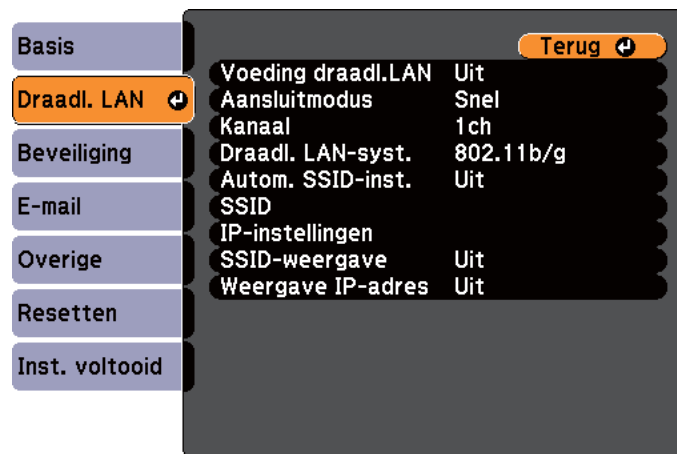 Basis
Draadl. LAN
Beveiliging
E-mail
Overige
Resetten
Inst. voltooid
Terug
Voeding draadl.LAN Uit
Aansluitmodus Snel
Kanaal 1ch
Draadl. LAN-syst. 802.11b/g
Autom. SSID-inst. Uit
SSID
IP-instellingen
SSID-weergave Uit
Weergave IP-adres Uit